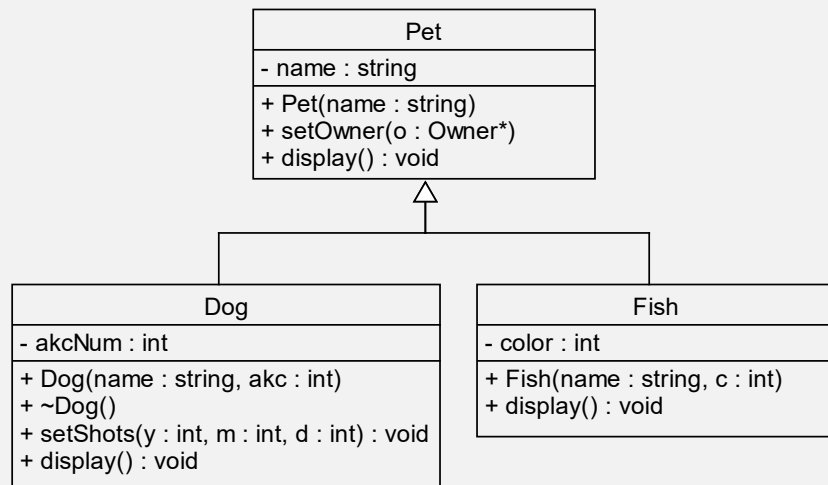 Pet
- name : string
+ Pet(name : string)
+ setOwner(o : Owner*)
+ display() : void
Dog
- akcNum : int
+ Dog(name : string, akc : int)
+ ~Dog()
+ setShots(y : int, m : int, d : int) : void
+ display() : void
Fish
- color : int
+ Fish(name : string, c : int)
+ display() : void